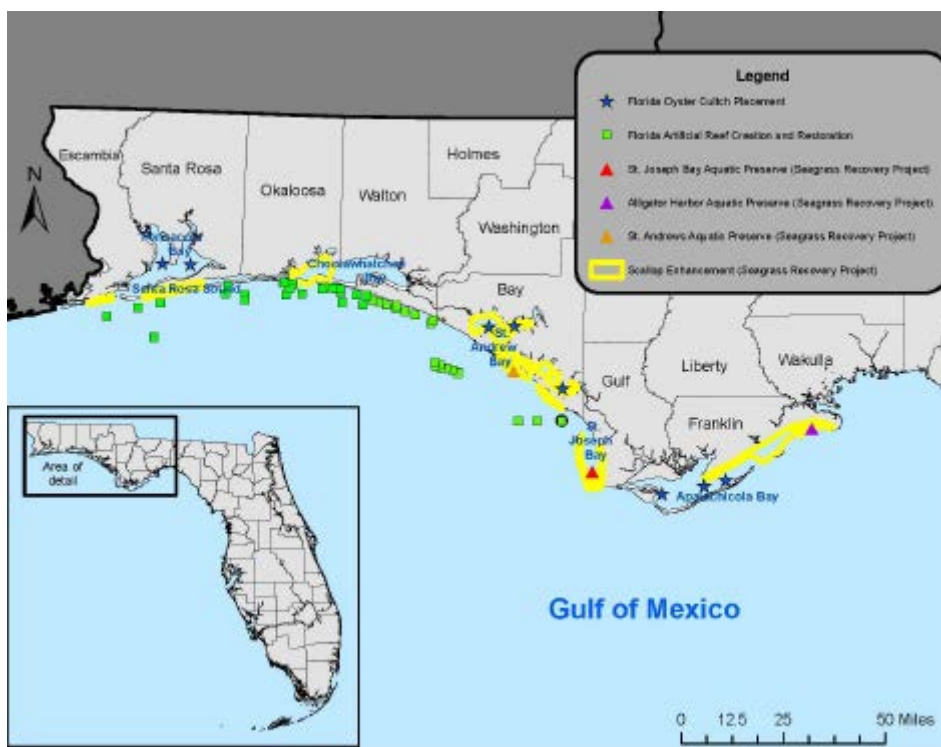 Legend
Florida Oyster Cultch Placement
Florida Artificial Reef Creation and Restoration
St. Joseph Bay Aquatic Preserve (Seagrass Recovery Project)
Alligator Harbor Aquatic Preserve (Seagrass Recovery Project)
St. Andrews Aquatic Preserve (Seagrass Recovery Project)
Scallop Enhancement (Seagrass Recovery Project)
N
Escambia
Santa Rosa
Okaloosa
Walton
Holmes
Washington
Bay
Gulf
Liberty
Franklin
Wakulla
Pensacola
Bay
Santa Rosa Sound
Choctawhatchee
St.
Andrew
Bay
St.
Joseph
Bay
Apalachicola Bay
Gulf of Mexico
Area of
detail
0 12.5 25 50 Miles